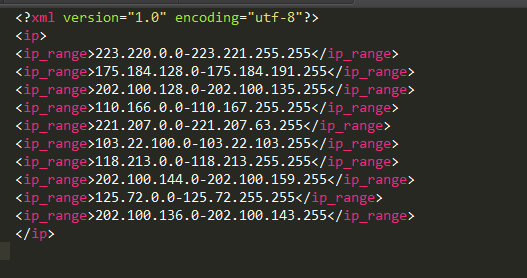 <?xml version="1.0" encoding="utf-8"?>
<ip>
<ip_range>223.220.0.0-223.221.255.255</ip_range>
<ip_range>175.184.128.0-175.184.191.255</ip_range>
<ip_range>202.100.128.0-202.100.135.255</ip_range>
<ip_range>110.166.0.0-110.167.255.255</ip_range>
<ip_range>221.207.0.0-221.207.63.255</ip_range>
<ip_range>103.22.100.0-103.22.103.255</ip_range>
<ip_range>118.213.0.0-118.213.255.255</ip_range>
<ip_range>202.100.144.0-202.100.159.255</ip_range>
<ip_range>125.72.0.0-125.72.255.255</ip_range>
<ip_range>202.100.136.0-202.100.143.255</ip_range>
</ip>